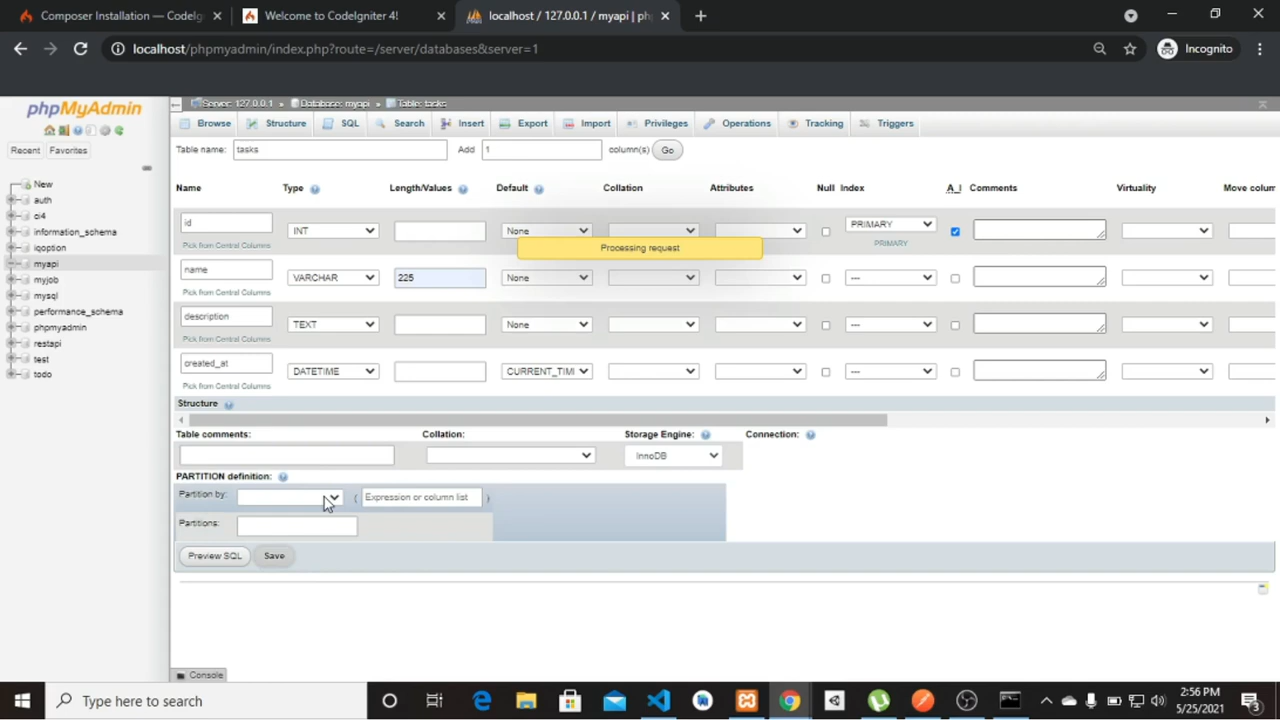 Composer Installation — CodeIg
Welcome to CodeIgniter 4!
localhost / 127.0.0.1 / myapi | ph
localhost/phpmyadmin/index.php?route=/server/databases&server=1
Incognito
phpMyAdmin
Recent Favorites
New
auth
ci4
information_schema
iqoption
myapi
myjob
mysql
performance_schema
phpmyadmin
restapi
test
todo
Server: 127.0.0.1 » Database: myapi » Table: tasks
Browse Structure SQL Search Insert Export Import Privileges Operations Tracking Triggers
Table name: tasks Add 1 column(s) Go
Name Type Length/Values Default Collation Attributes Null Index A_I Comments Virtuality Move colum
id INT None PRIMARY
Pick from Central Columns PRIMARY
Processing request
name VARCHAR 225 None ---
Pick from Central Columns
description TEXT None ---
Pick from Central Columns
created_at DATETIME CURRENT_TIMI ---
Pick from Central Columns
Structure
Table comments: Collation: Storage Engine: Connection:
InnoDB
PARTITION definition:
Partition by: ( Expression or column list )
Partitions:
Preview SQL Save
Console
Type here to search
2:56 PM
5/25/2021
3